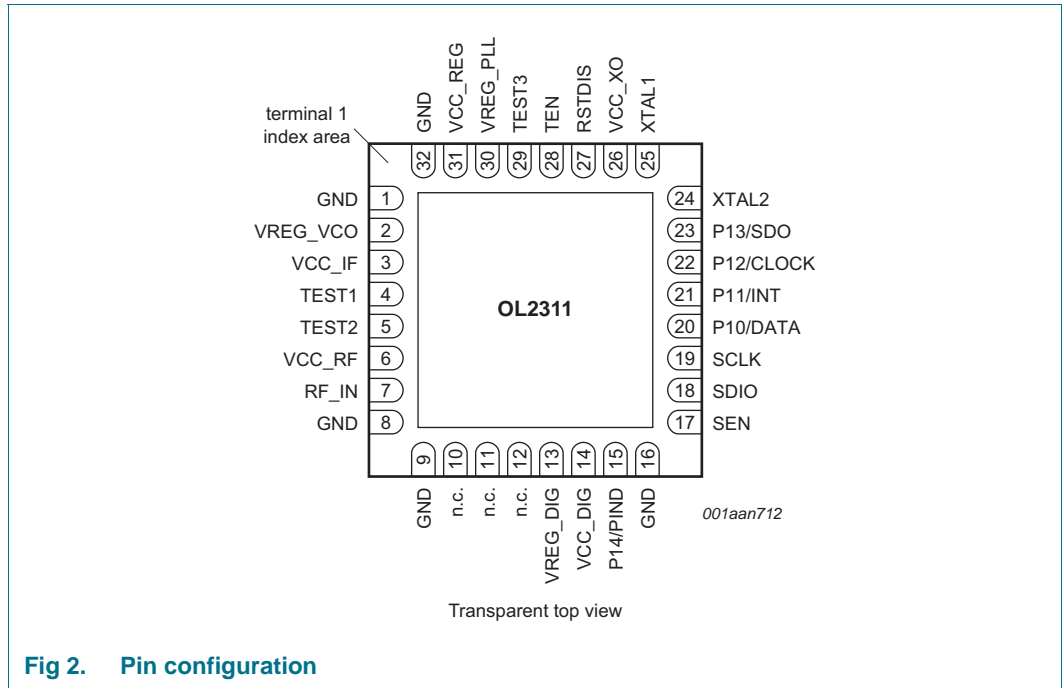 GND
VCC_REG
VREG_PLL
TEST3
TEN
RSTDIS
VCC_XO
XTAL1
terminal 1
index area
32 31 30 29 28 27 26 25
GND 1 24 XTAL2
VREG_VCO 2 23 P13/SDO
VCC_IF 3 22 P12/CLOCK
TEST1 4 21 P11/INT
OL2311
TEST2 5 20 P10/DATA
VCC_RF 6 19 SCLK
RF_IN 7 18 SDIO
GND 8 17 SEN
9 10 11 12 13 14 15 16
GND
n.c.
n.c.
n.c.
VREG_DIG
VCC_DIG
P14/PIND
GND
001aan712
Transparent top view
Fig 2. Pin configuration